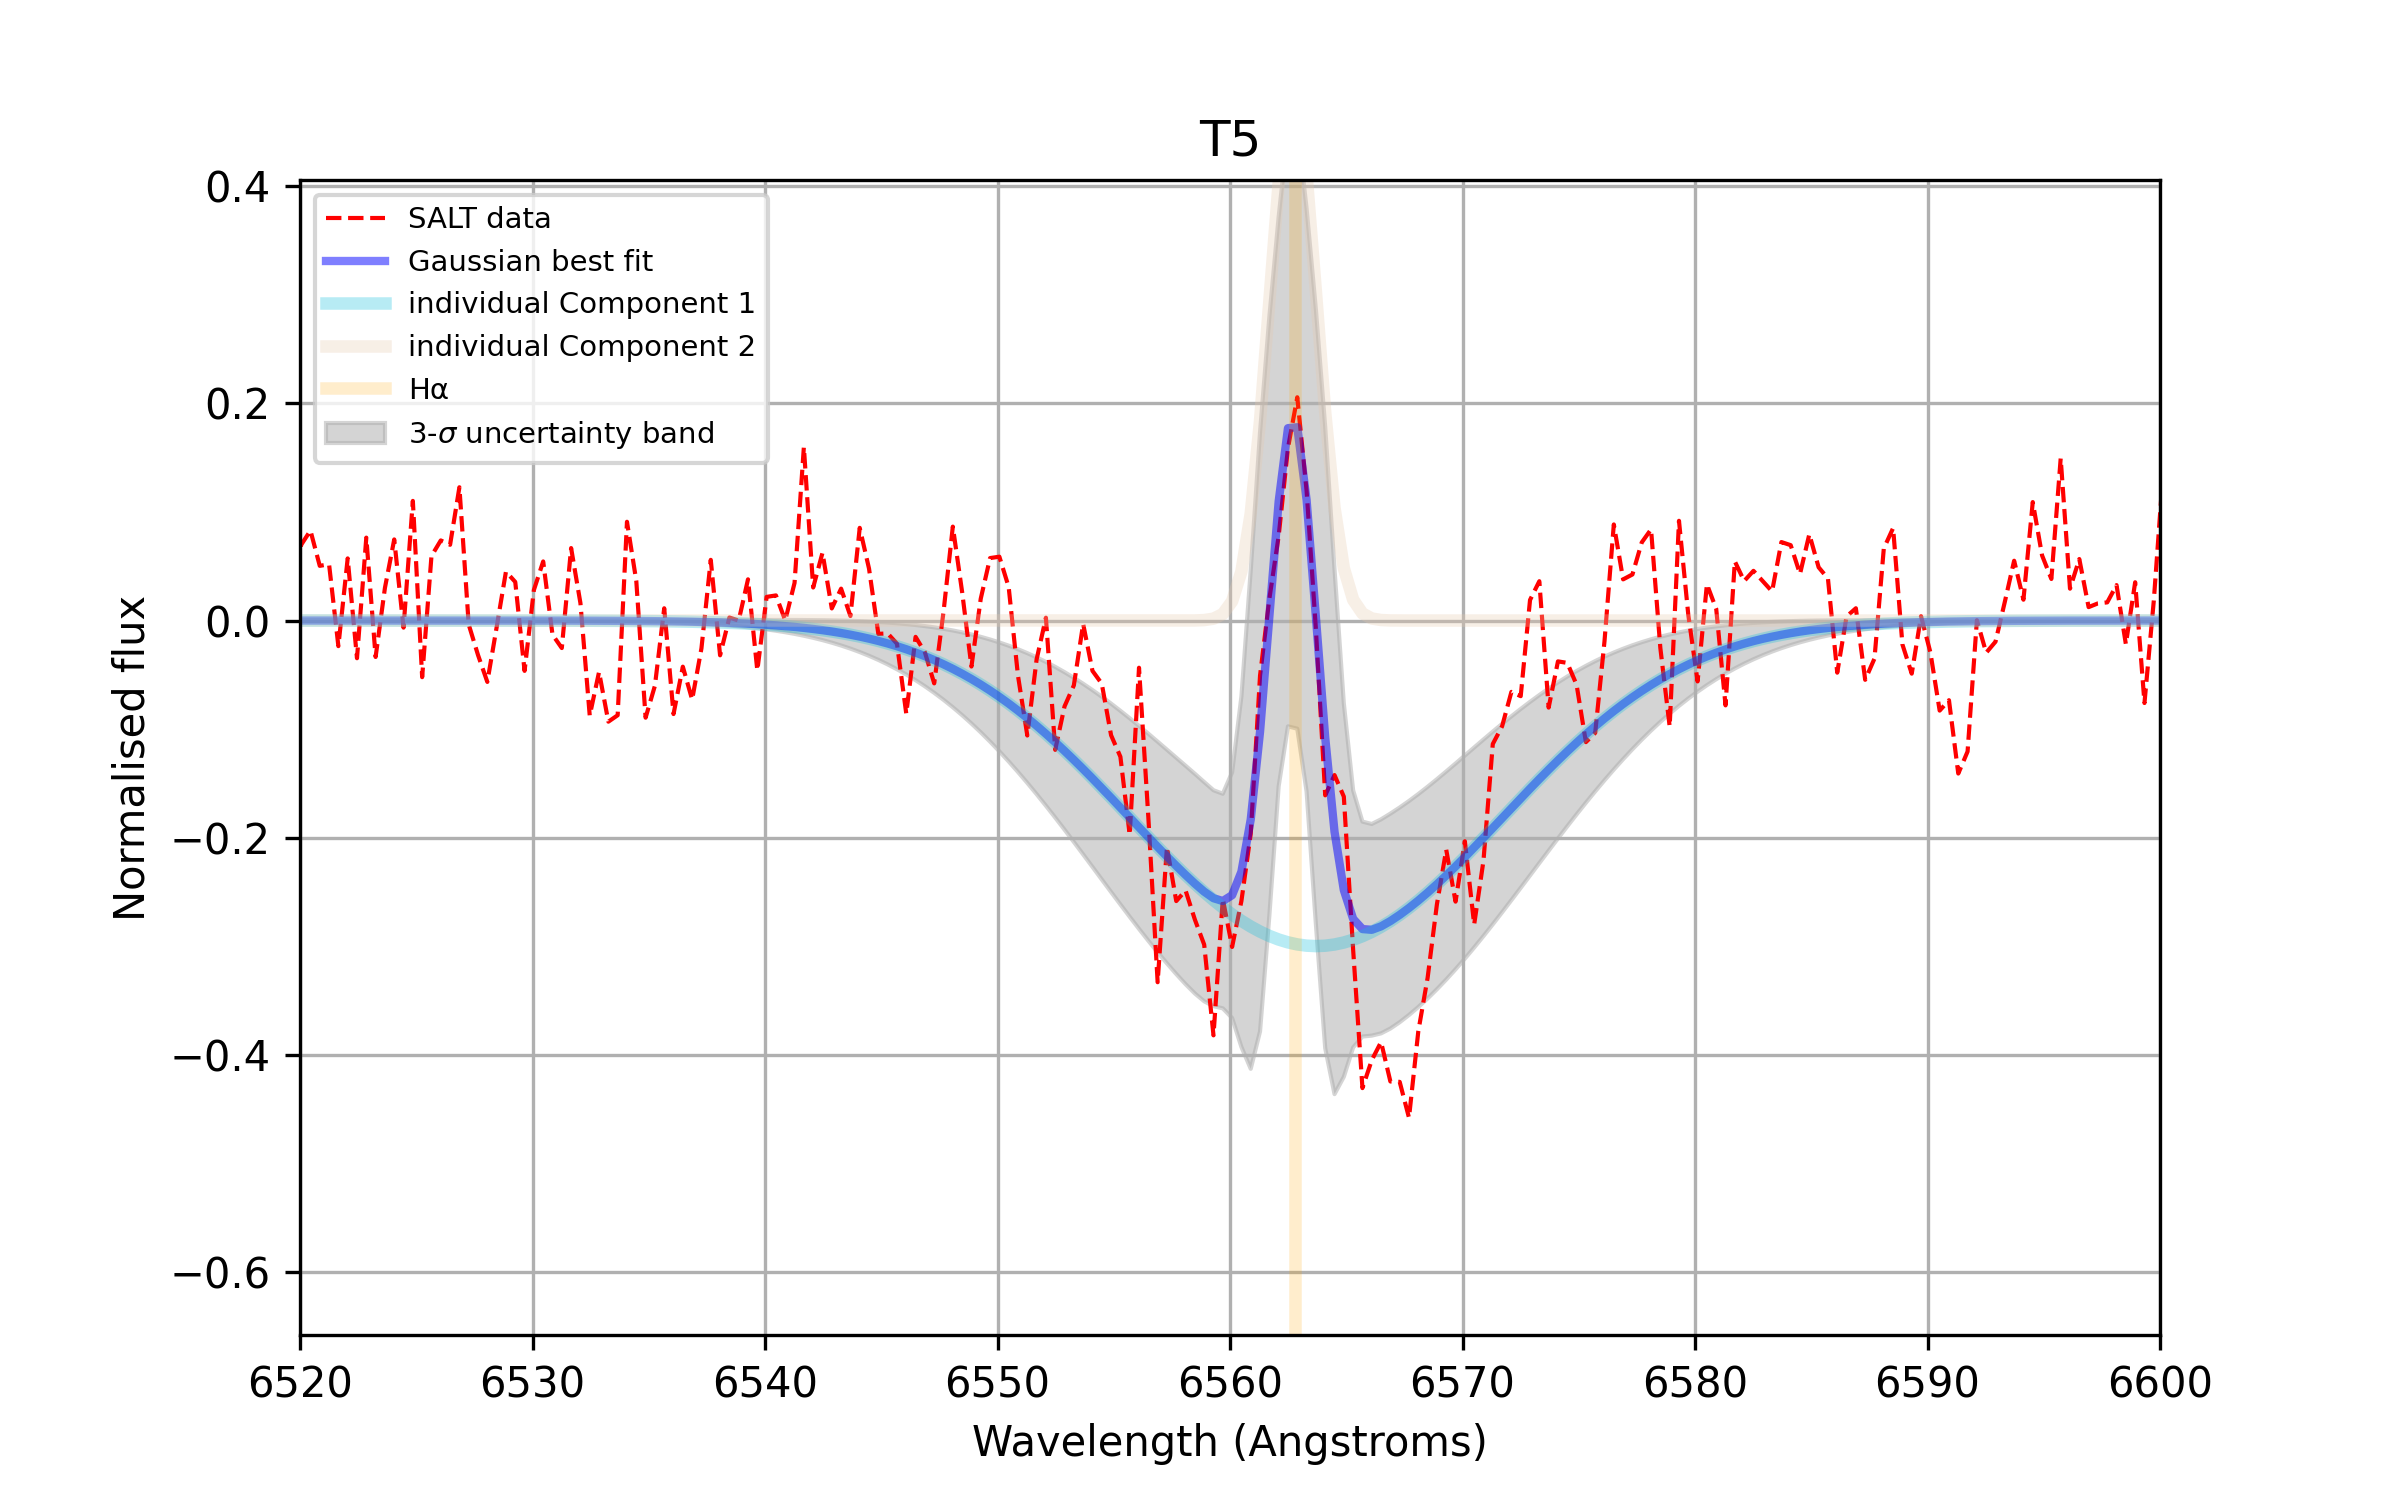 T5
0.4
0.2
0.0
−0.2
−0.4
−0.6
Normalised flux
SALT data
Gaussian best fit
individual Component 1
individual Component 2
Hα
3-σ uncertainty band
6520 6530 6540 6550 6560 6570 6580 6590 6600
Wavelength (Angstroms)